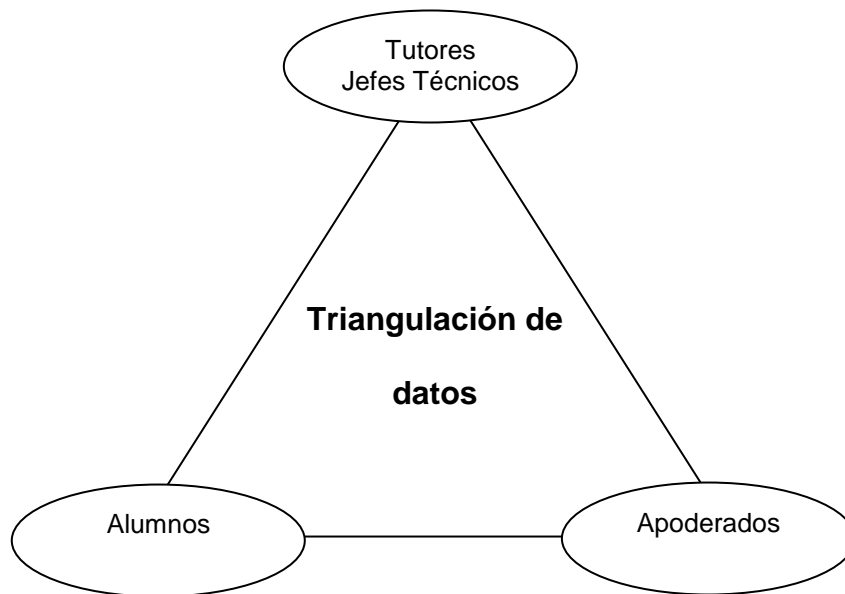 Tutores
Jefes Técnicos
Triangulación de
datos
Alumnos
Apoderados